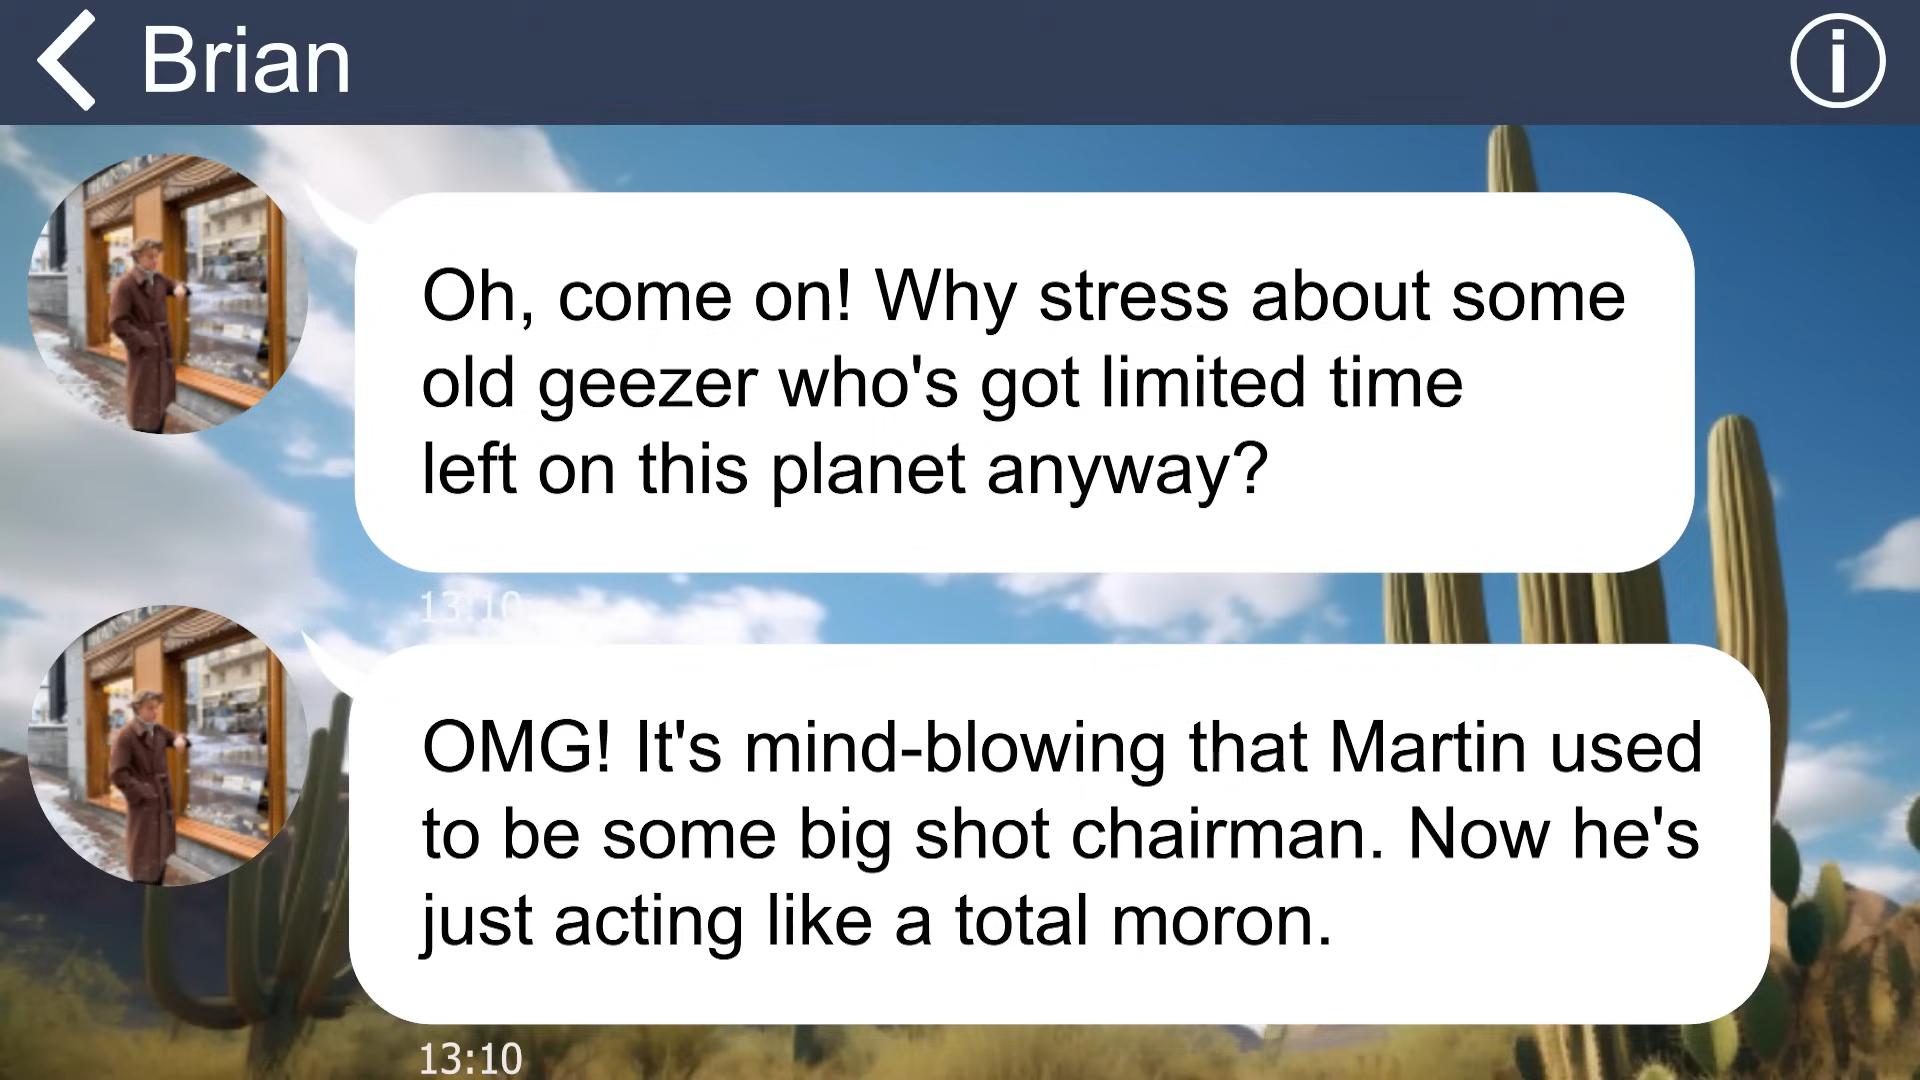 Brian
Oh, come on! Why stress about some
old geezer who's got limited time
left on this planet anyway?
13:10
OMG! It's mind-blowing that Martin used
to be some big shot chairman. Now he's
just acting like a total moron.
13:10